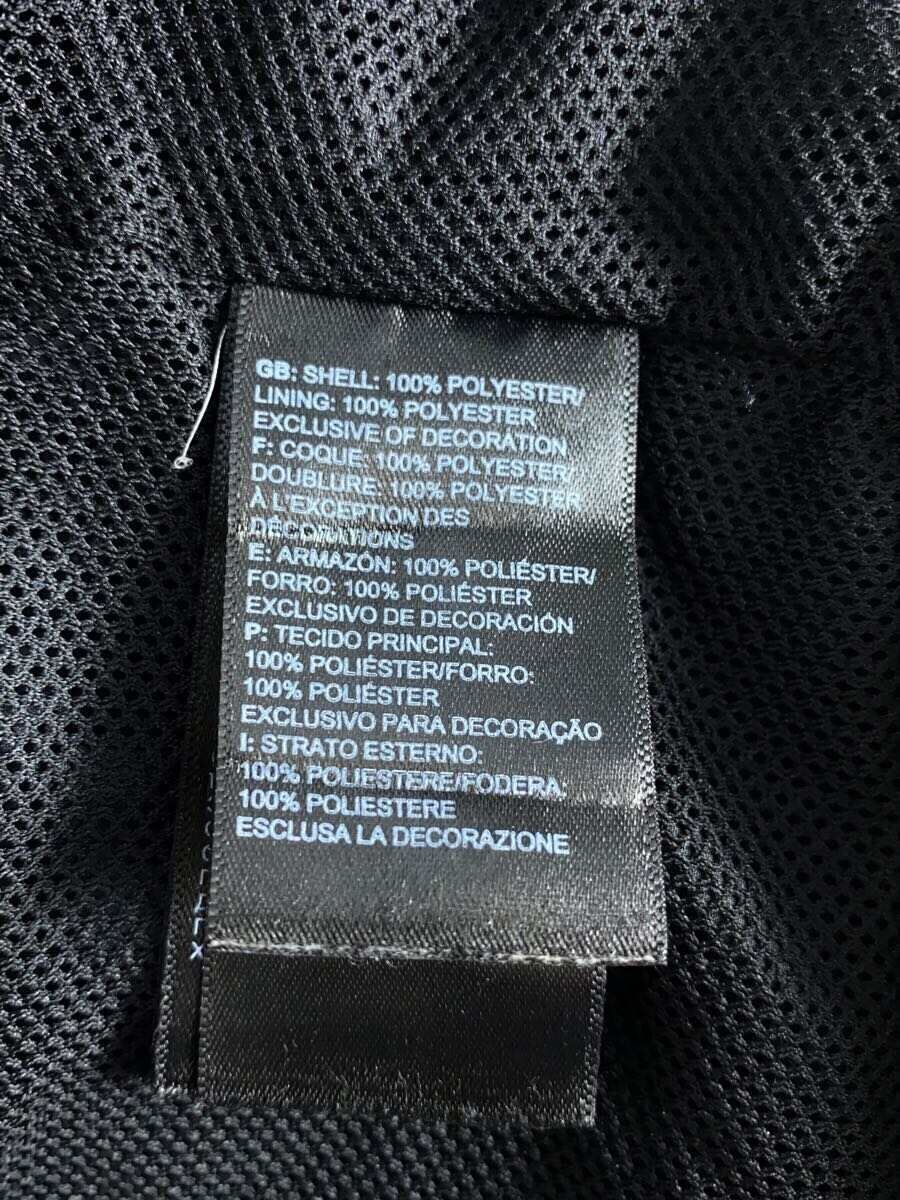 GB: SHELL: 100% POLYESTER/
LINING: 100% POLYESTER
EXCLUSIVE OF DECORATION
F: COQUE: 100% POLYESTER/
DOUBLURE: 100% POLYESTER
À L'EXCEPTION DES
DÉCORATIONS
E: ARMAZÓN: 100% POLIÉSTER/
FORRO: 100% POLIÉSTER
EXCLUSIVO DE DECORACIÓN
P: TECIDO PRINCIPAL:
100% POLIÉSTER/FORRO:
100% POLIÉSTER
EXCLUSIVO PARA DECORAÇÃO
I: STRATO ESTERNO:
100% POLIESTERE/FODERA:
100% POLIESTERE
ESCLUSA LA DECORAZIONE